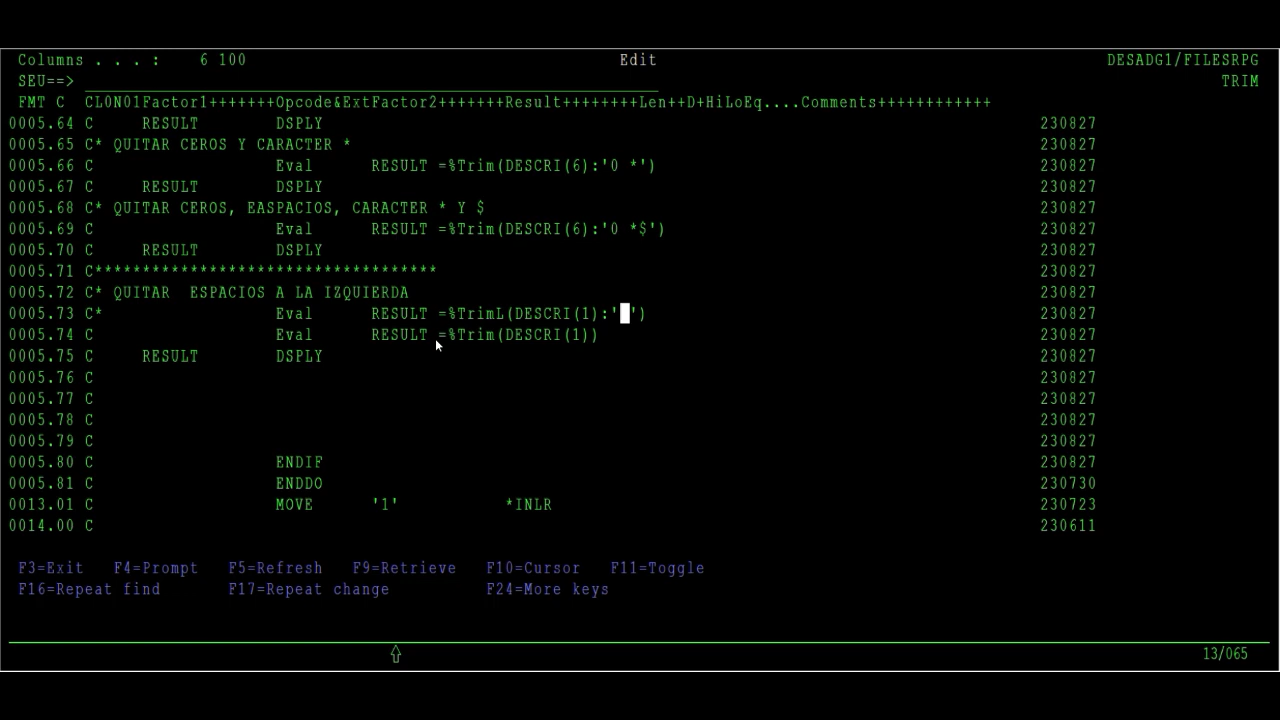 Columns . . . :    6 100                                        Edit                                                DESADG1/FILESRPG
SEU==>                                                                                                                          TRIM
FMT C  CL0N01Factor1+++++++Opcode&ExtFactor2+++++++Result++++++++Len++D+HiLoEq....Comments++++++++++++
0005.64 C     RESULT        DSPLY                                                                            230827
0005.65 C* QUITAR CEROS Y CARACTER *                                                                         230827
0005.66 C                   Eval      RESULT =%Trim(DESCRI(6):'0 *')                                         230827
0005.67 C     RESULT        DSPLY                                                                            230827
0005.68 C* QUITAR CEROS, EASPACIOS, CARACTER * Y $                                                           230827
0005.69 C                   Eval      RESULT =%Trim(DESCRI(6):'0 *$')                                        230827
0005.70 C     RESULT        DSPLY                                                                            230827
0005.71 C************************************                                                                230827
0005.72 C* QUITAR  ESPACIOS A LA IZQUIERDA                                                                   230827
0005.73 C*                  Eval      RESULT =%TrimL(DESCRI(1):' ')                                          230827
0005.74 C                   Eval      RESULT =%Trim(DESCRI(1))                                               230827
0005.75 C     RESULT        DSPLY                                                                            230827
0005.76 C                                                                                                    230827
0005.77 C                                                                                                    230827
0005.78 C                                                                                                    230827
0005.79 C                                                                                                    230827
0005.80 C                   ENDIF                                                                            230827
0005.81 C                   ENDDO                                                                            230730
0013.01 C                   MOVE      '1'           *INLR                                                    230723
0014.00 C                                                                                                    230611
F3=Exit   F4=Prompt   F5=Refresh   F9=Retrieve   F10=Cursor   F11=Toggle
F16=Repeat find       F17=Repeat change          F24=More keys
13/065